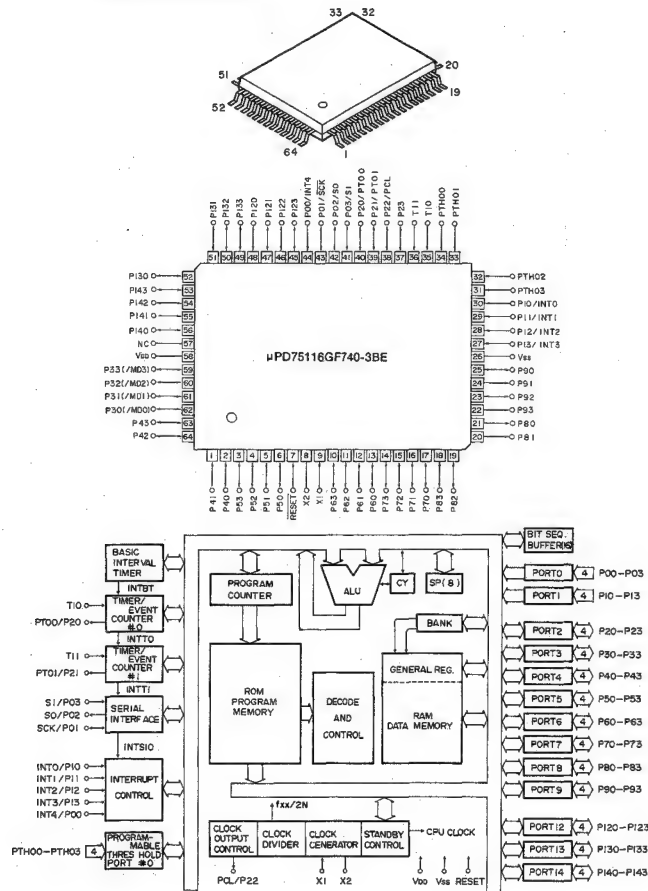 33 32
51
52
20
19
64
1
P131
P132
P133
P120
P121
P122
P123
P00/INT4
P01/SCK
P02/SO
P03/SI
P20/PTO0
P21/PTO1
P22/PCL
P23
TI1
TI0
PTH00
PTH01
51 50 49 48 47 46 45 44 43 42 41 40 39 38 37 36 35 34 33
P130 52
P143 53
P142 54
P141 55
P140 56
NC 57
VDD 58
P33(/MD3) 59
P32(/MD2) 60
P31(/MD1) 61
P30(/MD0) 62
P43 63
P42 64
µPD75116GF740-3BE
32 PTH02
31 PTH03
30 P10/INT0
29 P11/INT1
28 P12/INT2
27 P13/INT3
26 VSS
25 P90
24 P91
23 P92
22 P93
21 P80
20 P81
1 2 3 4 5 6 7 8 9 10 11 12 13 14 15 16 17 18 19
P41
P40
P53
P52
P51
P50
RESET
X2
X1
P63
P62
P61
P60
P73
P72
P71
P70
P83
P82
BASIC
INTERVAL
TIMER
INTBT
TI0
PTO0/P20
TIMER/
EVENT
COUNTER
#0
INTT0
TI1
PTO1/P21
TIMER/
EVENT
COUNTER
#1
INTT1
SI/P03
SO/P02
SCK/P01
SERIAL
INTERFACE
INTSIO
INT0/P10
INT1/P11
INT2/P12
INT3/P13
INT4/P00
INTERRUPT
CONTROL
PTH00-PTH03 4
PROGRAM-
MABLE
THRESHOLD
PORT #0
PROGRAM
COUNTER
ALU
CY
SP(8)
BANK
ROM
PROGRAM
MEMORY
DECODE
AND
CONTROL
GENERAL REG.
RAM
DATA MEMORY
fxx/2N
CLOCK
OUTPUT
CONTROL
CLOCK
DIVIDER
CLOCK
GENERATOR
STANDBY
CONTROL
CPU CLOCK
PCL/P22
X1 X2
VDD VSS RESET
BIT SEQ.
BUFFER(16)
PORT0 4 P00-P03
PORT1 4 P10-P13
PORT2 4 P20-P23
PORT3 4 P30-P33
PORT4 4 P40-P43
PORT5 4 P50-P53
PORT6 4 P60-P63
PORT7 4 P70-P73
PORT8 4 P80-P83
PORT9 4 P90-P93
PORT12 4 P120-P123
PORT13 4 P130-P133
PORT14 4 P140-P143